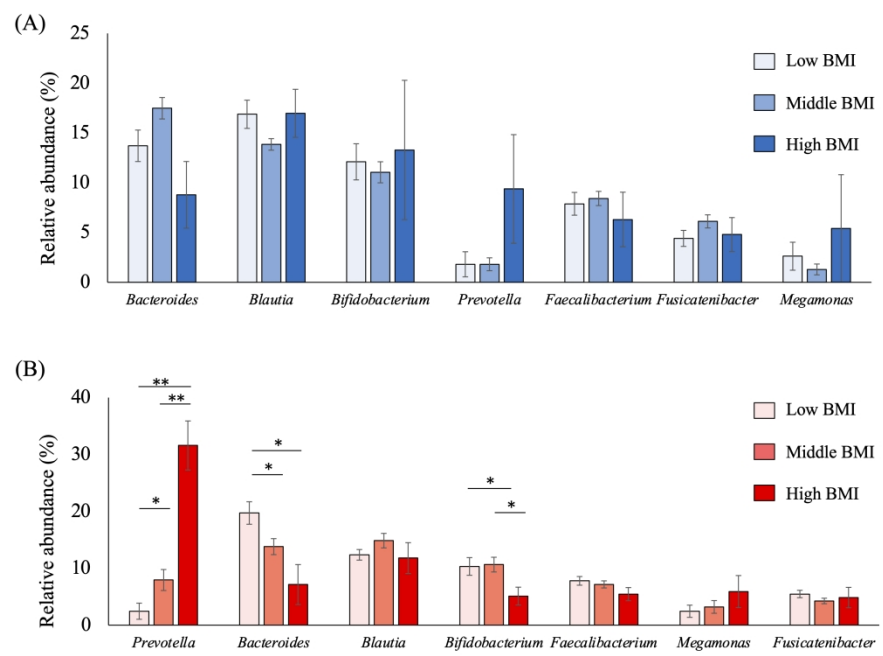 (A)
Relative abundance (%)
25
20
15
10
5
0
Low BMI
Middle BMI
High BMI
Bacteroides Blautia Bifidobacterium Prevotella Faecalibacterium Fusicatenibacter Megamonas
(B)
Relative abundance (%)
40
30
20
10
0
**
**
*
*
*
*
*
Low BMI
Middle BMI
High BMI
Prevotella Bacteroides Blautia Bifidobacterium Faecalibacterium Megamonas Fusicatenibacter